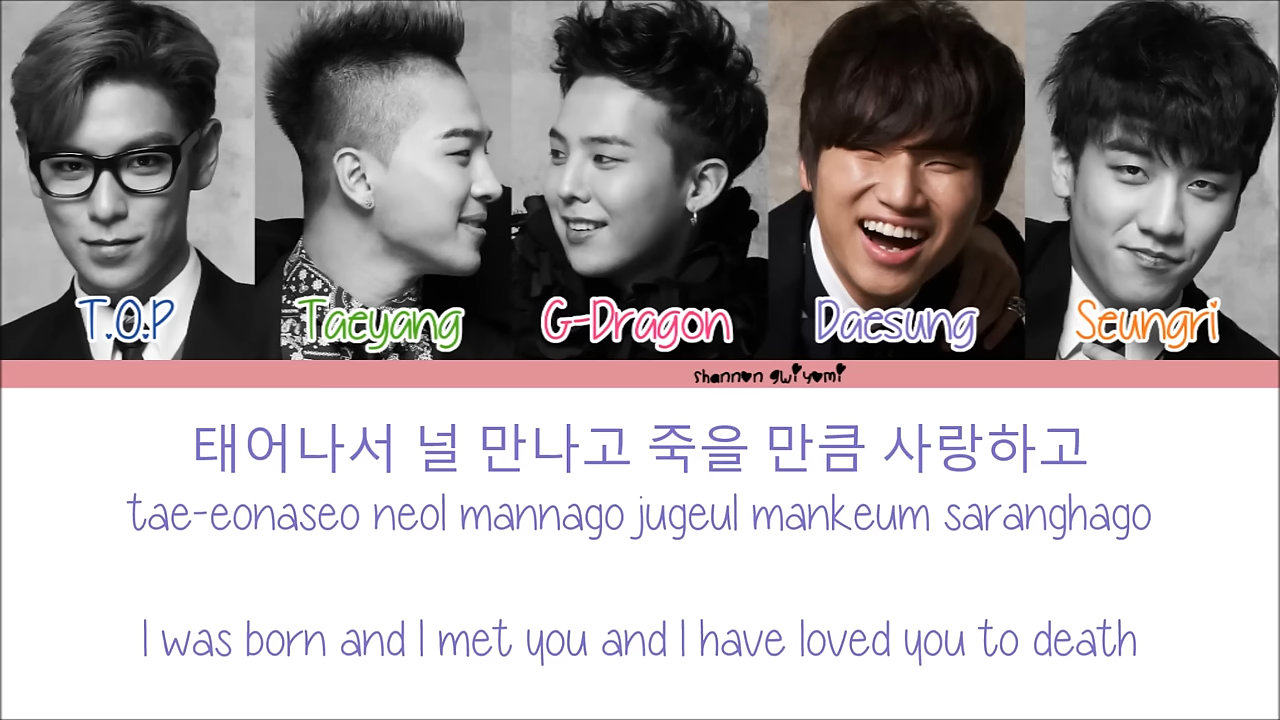 T.O.P Taeyang G-Dragon Daesung Seungri
shannon gwiyomi
태어나서 널 만나고 죽을 만큼 사랑하고
tae-eonaseo neol mannago jugeul mankeum saranghago
I was born and I met you and I have loved you to death